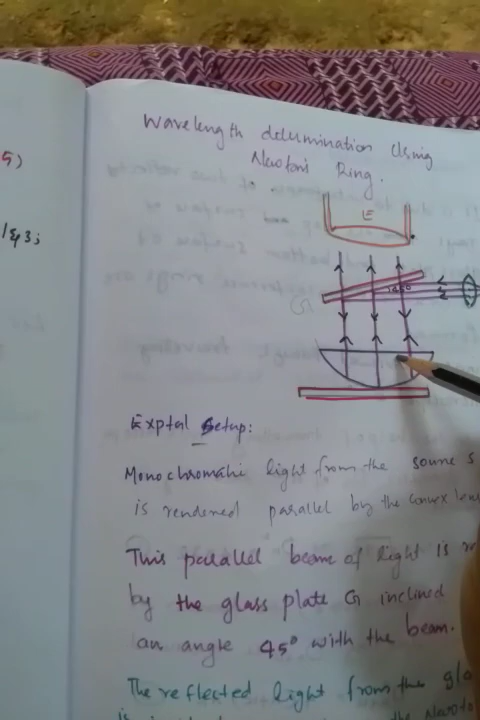 5)
Wavelength determination Using
Newton's Ring.
E
G
Exptal Setup:
Monochromatic light from the source S
is rendered parallel by the Convex lens
This parallel beam of light is re
by the glass plate G inclined
an angle 45° with the beam.
The reflected light from the gla